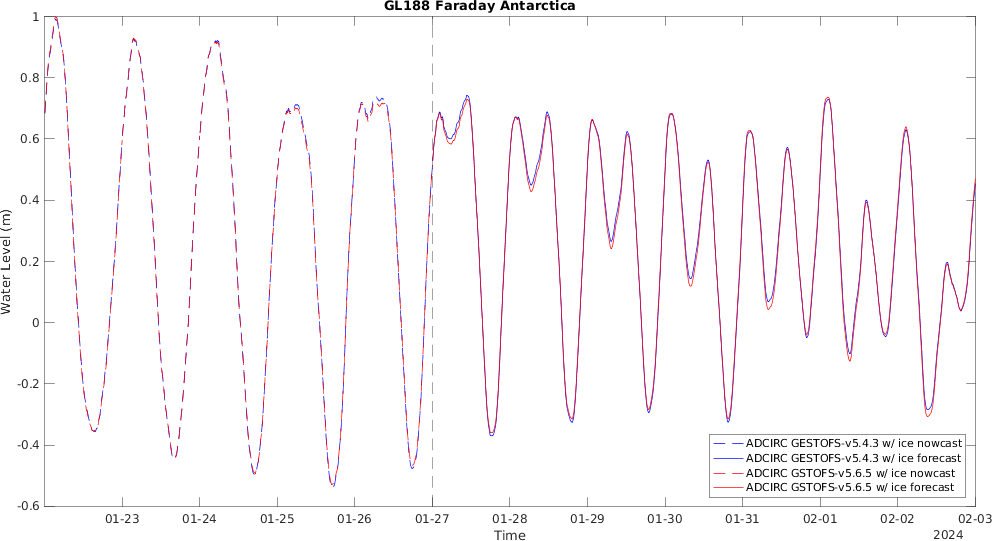 GL188 Faraday Antarctica
1
0.8
0.6
0.4
0.2
0
-0.2
-0.4
-0.6
Water Level (m)
ADCIRC GESTOFS-v5.4.3 w/ ice nowcast
ADCIRC GESTOFS-v5.4.3 w/ ice forecast
ADCIRC GSTOFS-v5.6.5 w/ ice nowcast
ADCIRC GSTOFS-v5.6.5 w/ ice forecast
01-23 01-24 01-25 01-26 01-27 01-28 01-29 01-30 01-31 02-01 02-02 02-03
Time
2024